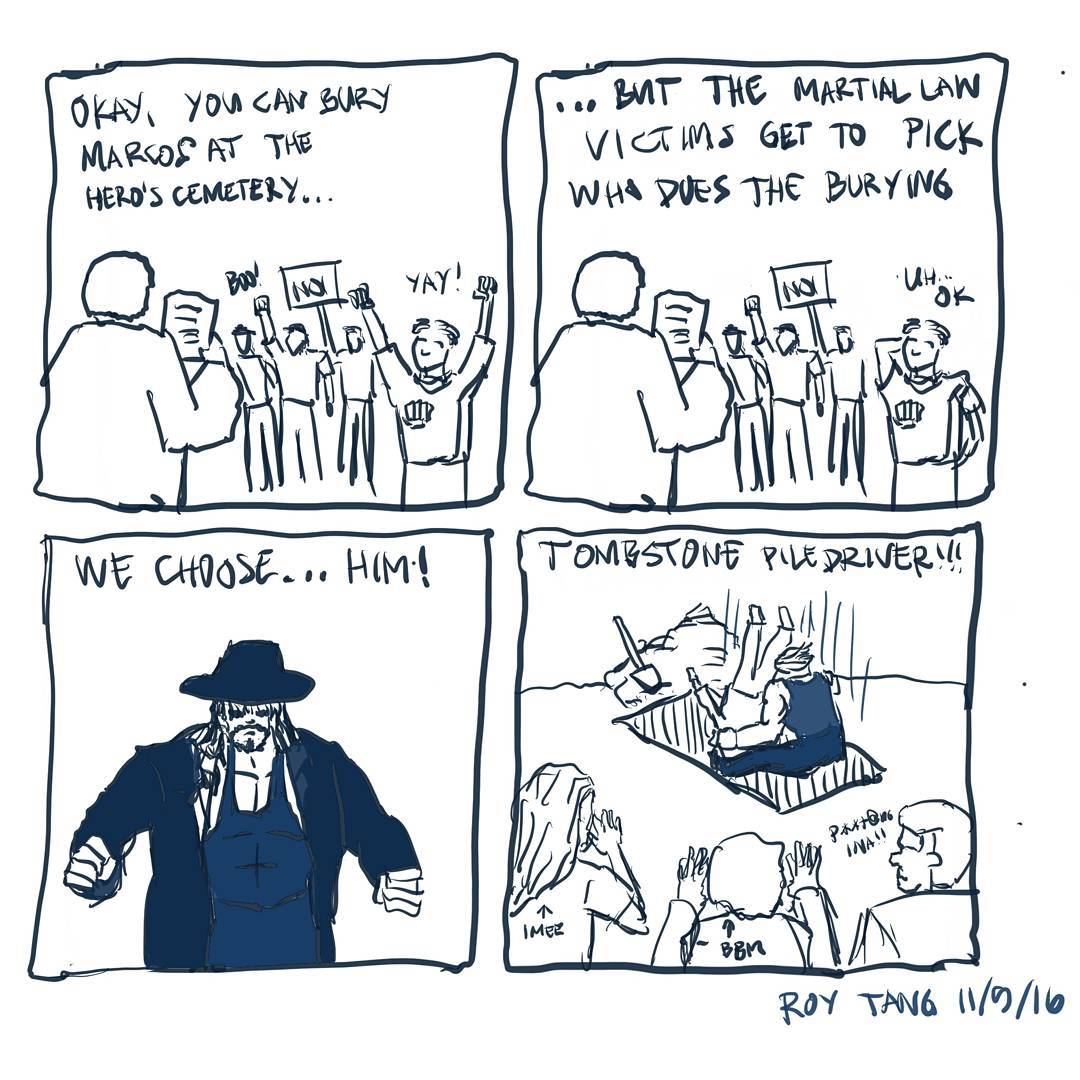 OKAY, YOU CAN BURY
MARCOS AT THE
HERO'S CEMETERY...
BOO!
NO!
YAY!
... BUT THE MARTIAL LAW
VICTIMS GET TO PICK
WHO DOES THE BURYING
NO!
UH...
OK
WE CHOOSE... HIM!
TOMBSTONE PILEDRIVER!!!
P**T@NG
INA!!
IMEE
BBM
ROY TANG 11/9/16